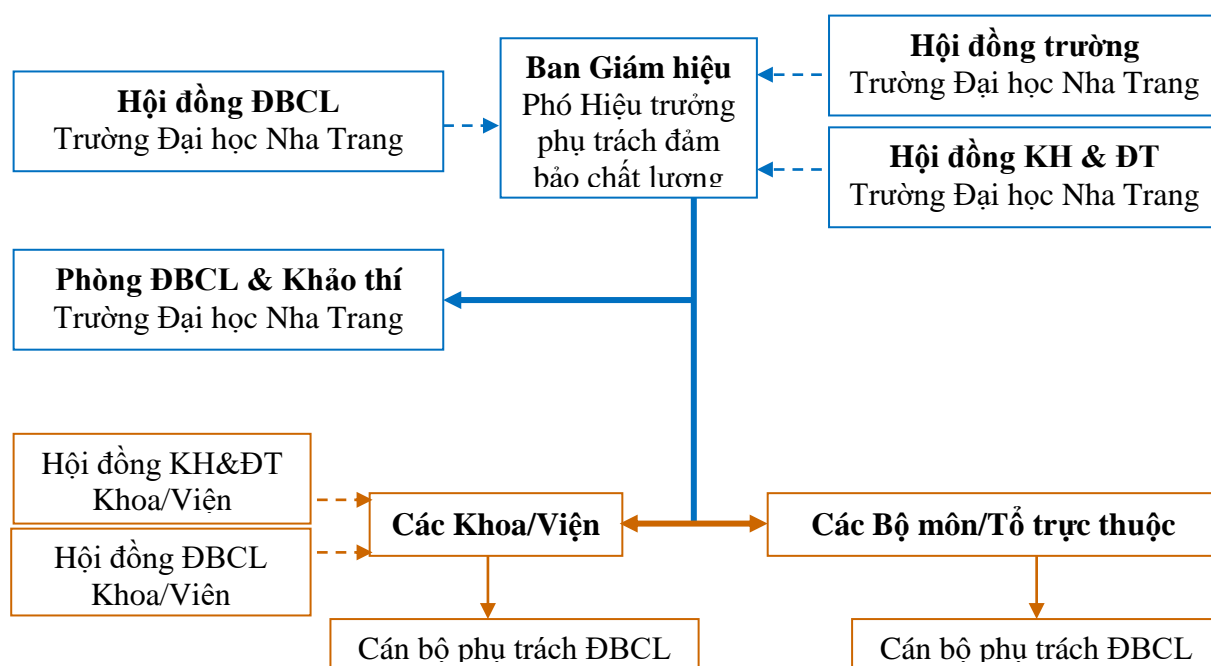 Hội đồng ĐBCL
Trường Đại học Nha Trang
Ban Giám hiệu
Phó Hiệu trưởng
phụ trách đảm
bảo chất lượng
Hội đồng trường
Trường Đại học Nha Trang
Hội đồng KH & ĐT
Trường Đại học Nha Trang
Phòng ĐBCL & Khảo thí
Trường Đại học Nha Trang
Hội đồng KH&ĐT
Khoa/Viện
Hội đồng ĐBCL
Khoa/Viên
Các Khoa/Viện
Các Bộ môn/Tổ trực thuộc
Cán bộ phụ trách ĐBCL
Cán bộ phụ trách ĐBCL